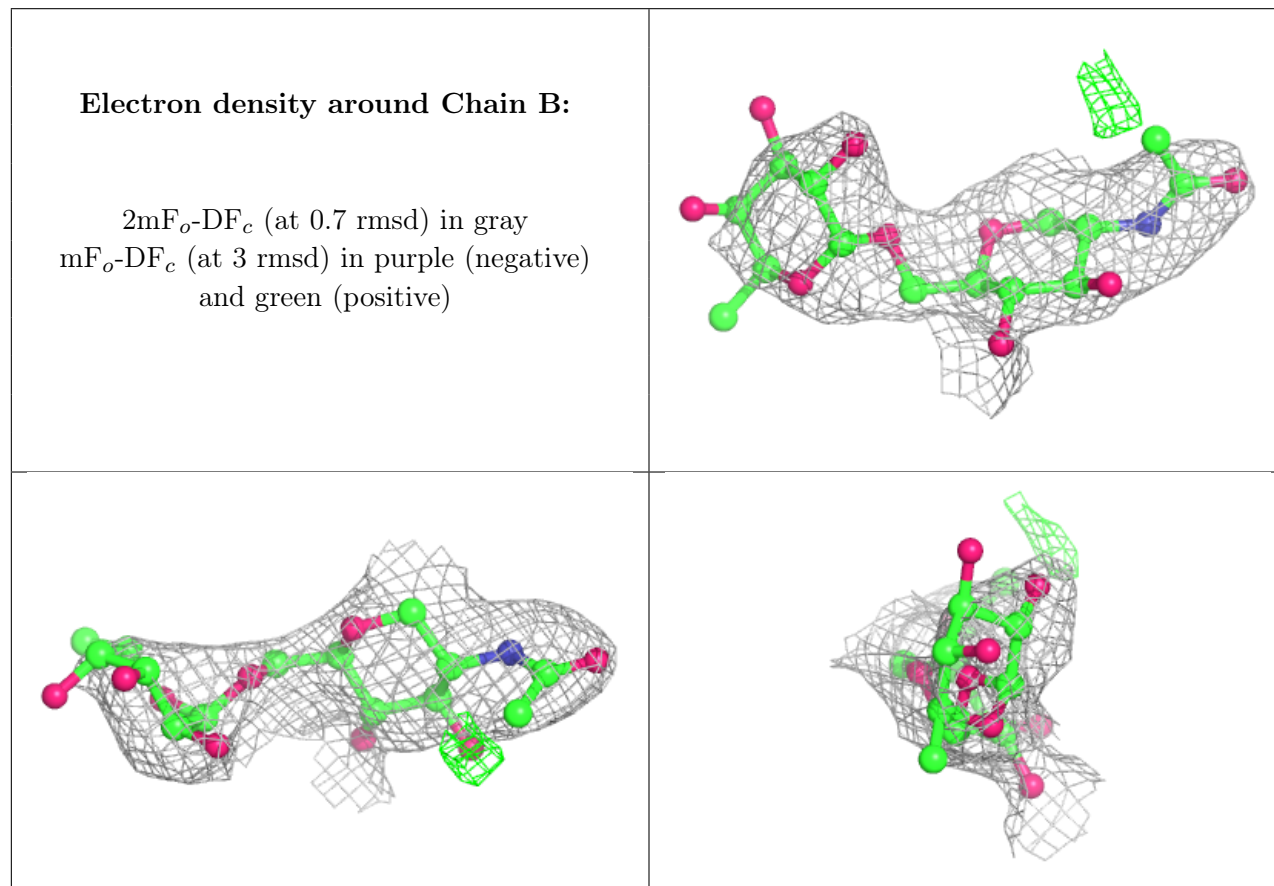 Electron density around Chain B:
2mFo-DFc (at 0.7 rmsd) in gray
mFo-DFc (at 3 rmsd) in purple (negative)
and green (positive)